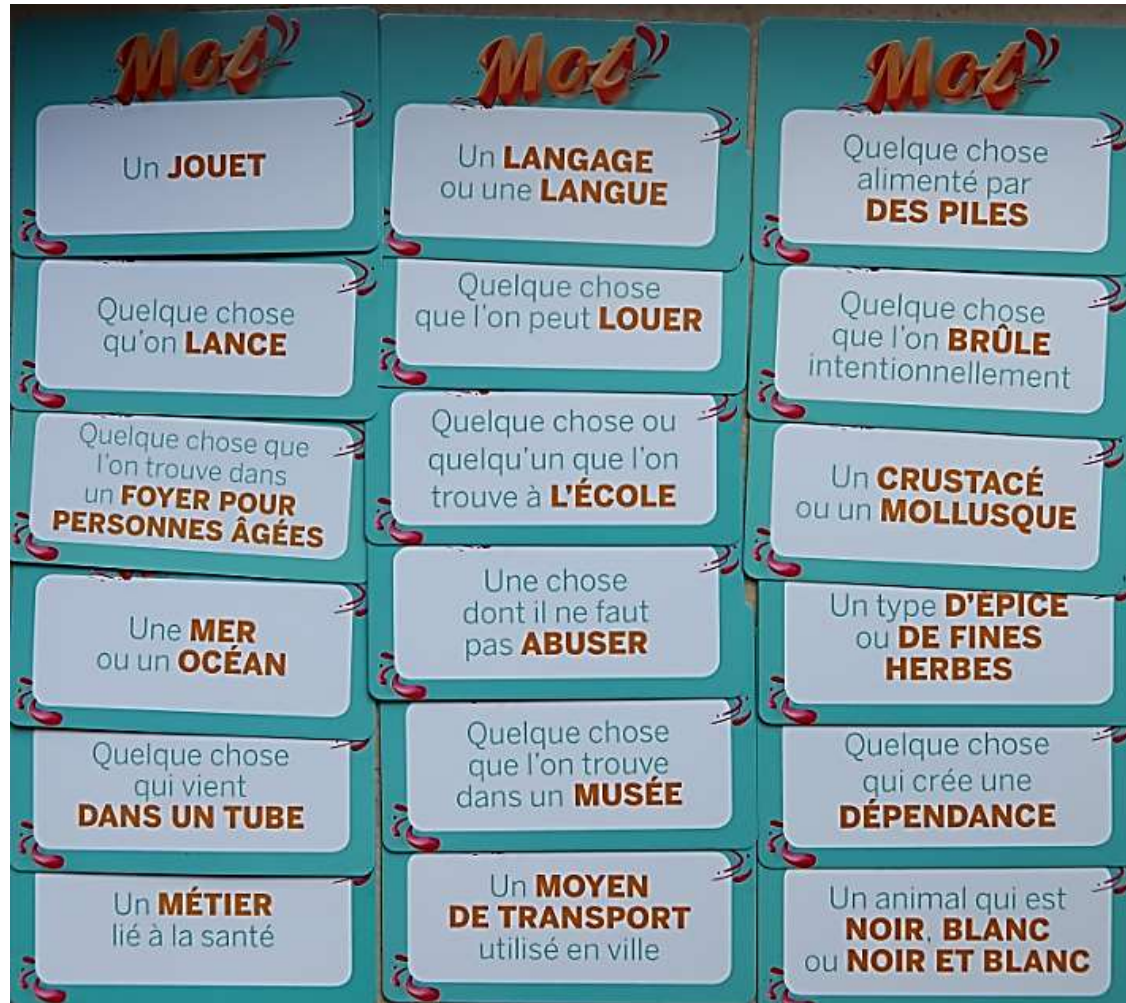 Mot
Un JOUET
Quelque chose
qu'on LANCE
Quelque chose que
l'on trouve dans
un FOYER POUR
PERSONNES ÂGÉES
Une MER
ou un OCÉAN
Quelque chose
qui vient
DANS UN TUBE
Un MÉTIER
lié à la santé
Mot
Un LANGAGE
ou une LANGUE
Quelque chose
que l'on peut LOUER
Quelque chose ou
quelqu'un que l'on
trouve à L'ÉCOLE
Une chose
dont il ne faut
pas ABUSER
Quelque chose
que l'on trouve
dans un MUSÉE
Un MOYEN
DE TRANSPORT
utilisé en ville
Mot
Quelque chose
alimenté par
DES PILES
Quelque chose
que l'on BRÛLE
intentionnellement
Un CRUSTACÉ
ou un MOLLUSQUE
Un type D'ÉPICE
ou DE FINES
HERBES
Quelque chose
qui crée une
DÉPENDANCE
Un animal qui est
NOIR, BLANC
ou NOIR ET BLANC